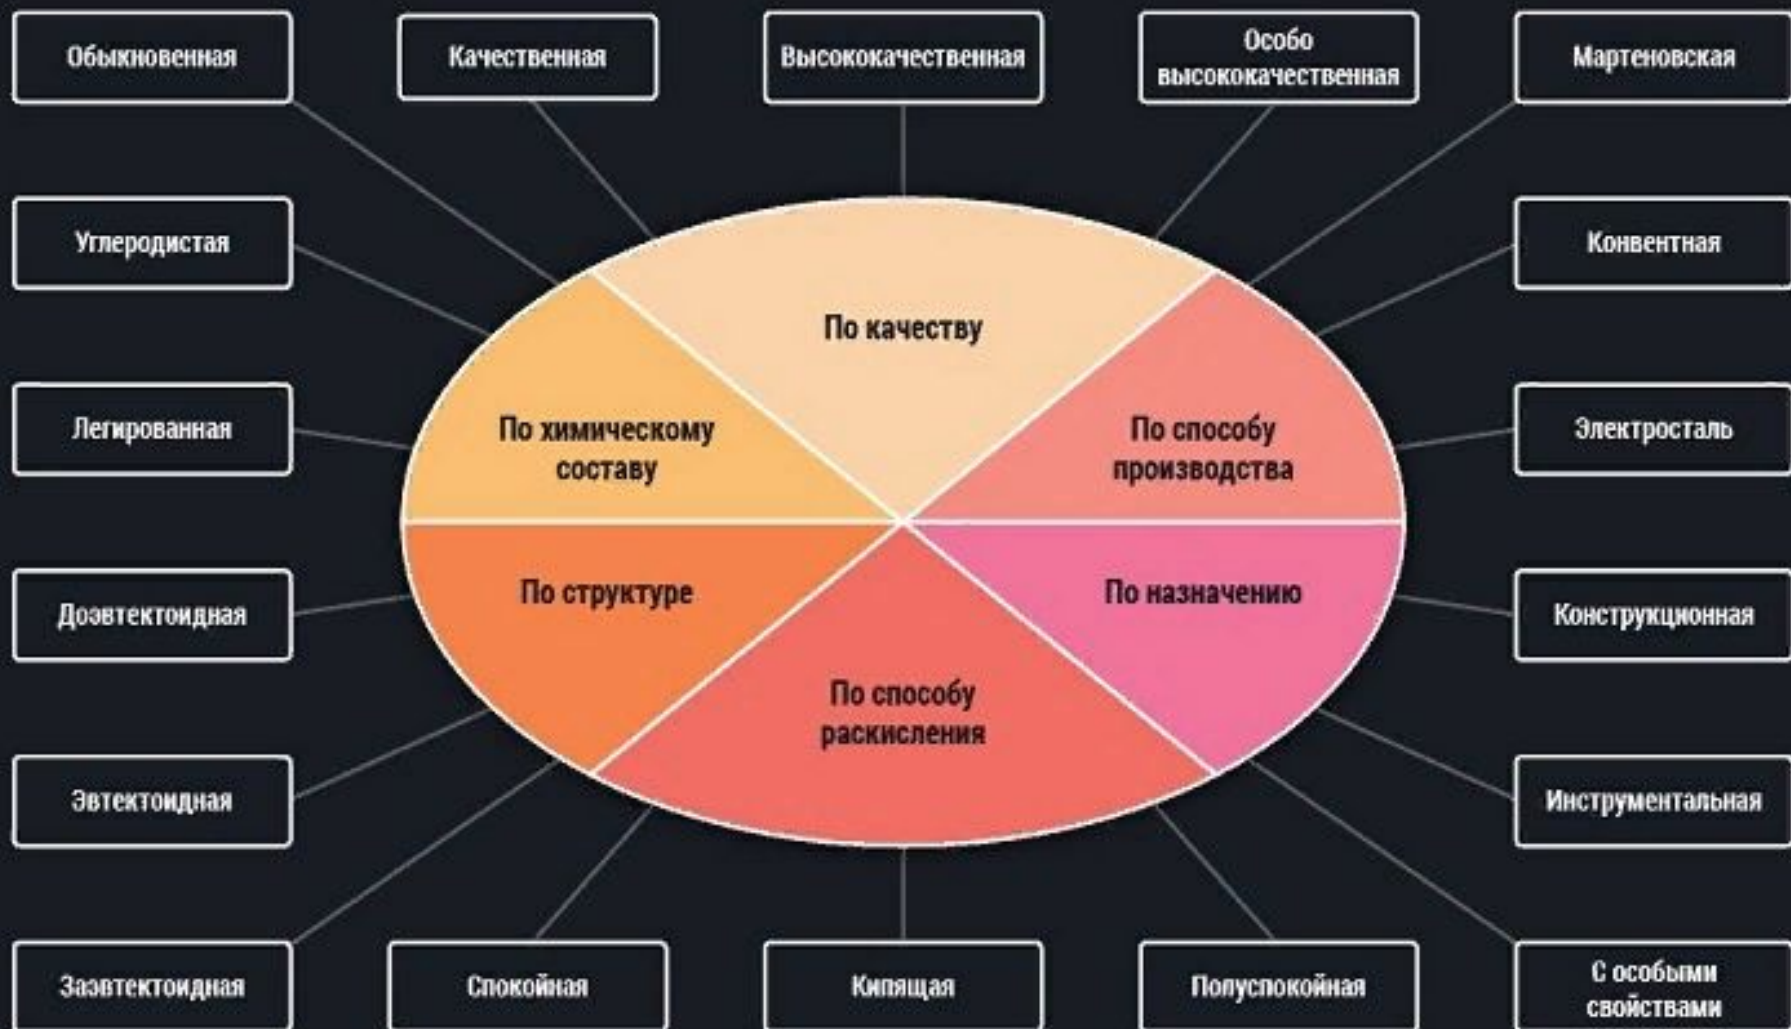 Обыкновенная
Качественная
Высококачественная
Особо
высококачественная
Мартеновская
Углеродистая
Конвентная
По качеству
Легированная
По химическому
составу
По способу
производства
Электросталь
Доэвтектоидная
По структуре
По назначению
Конструкционная
По способу
раскисления
Эвтектоидная
Инструментальная
Заэвтектоидная
Спокойная
Кипящая
Полуспокойная
С особыми
свойствами